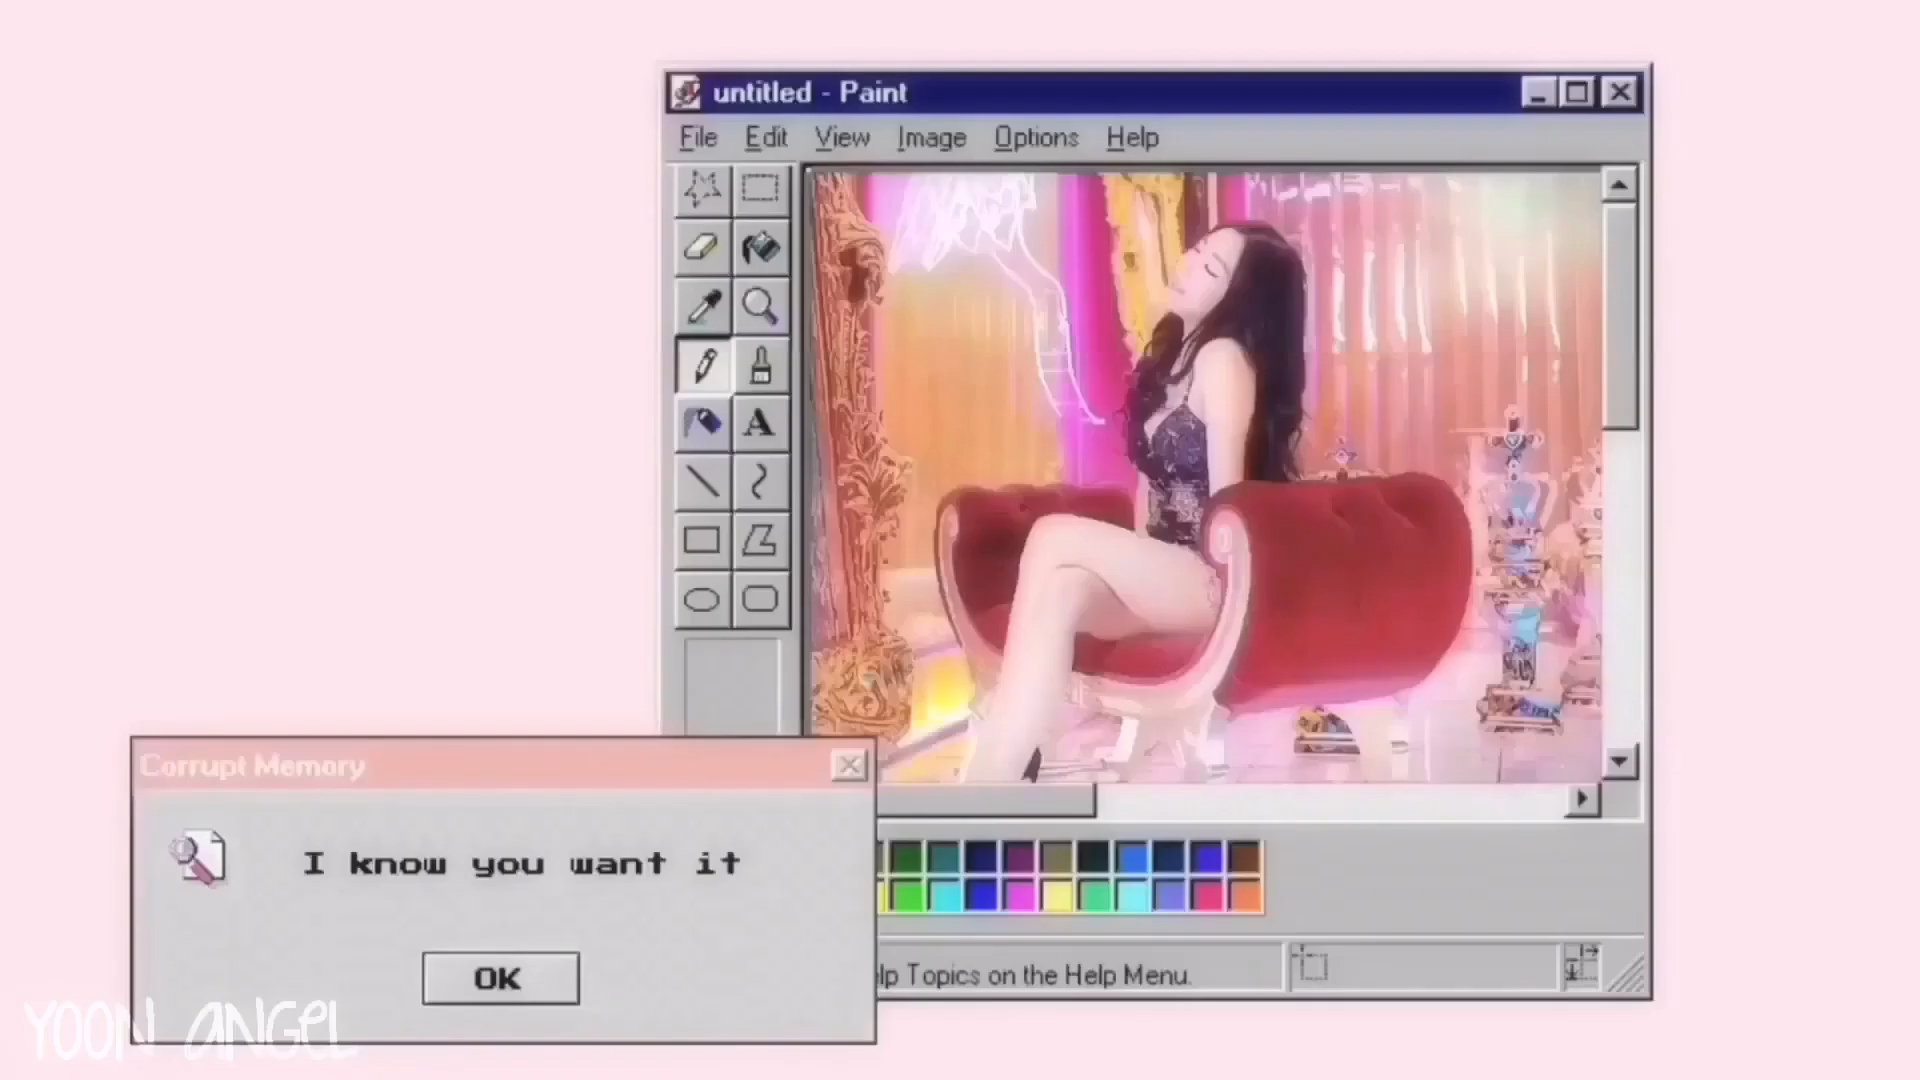 untitled - Paint
File Edit View Image Options Help
A
Corrupt Memory
I know you want it
OK
lp Topics on the Help Menu.
YOON ANGEL